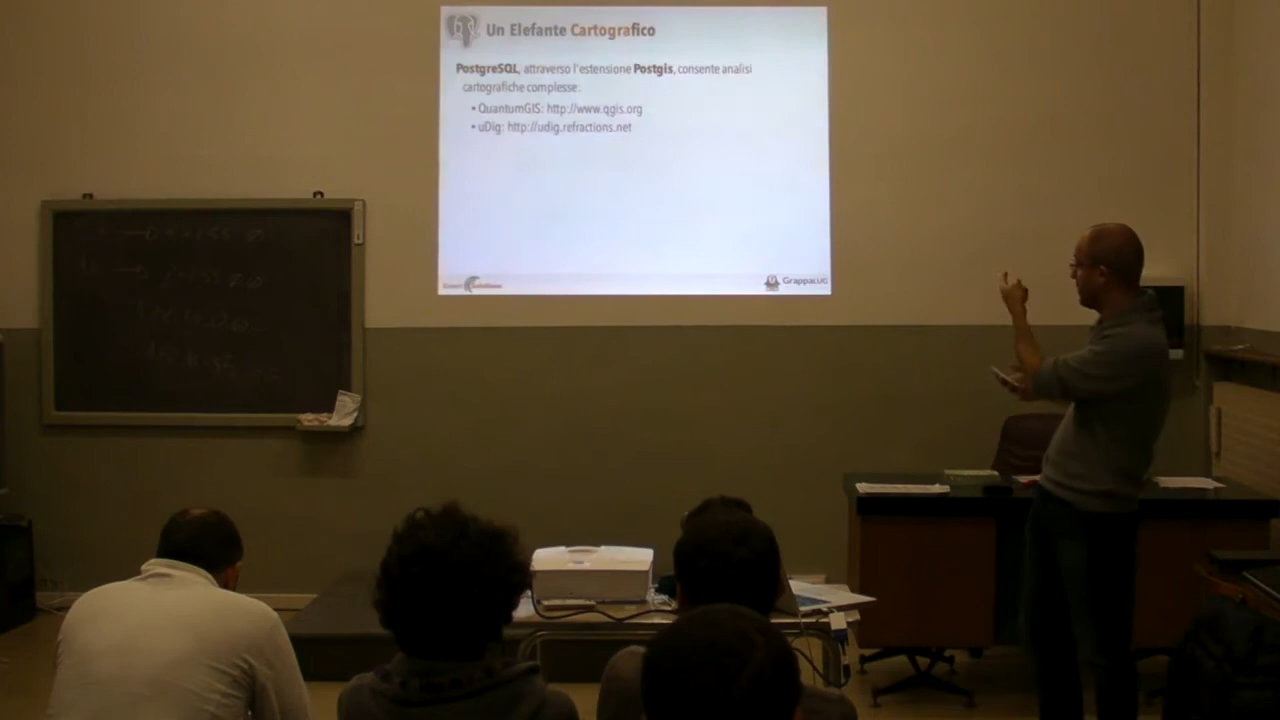 Un Elefante Cartografico
PostgreSQL, attraverso l'estensione Postgis, consente analisi
cartografiche complesse:
• QuantumGIS: http://www.qgis.org
• uDig: http://udig.refractions.net
GrappaLUG